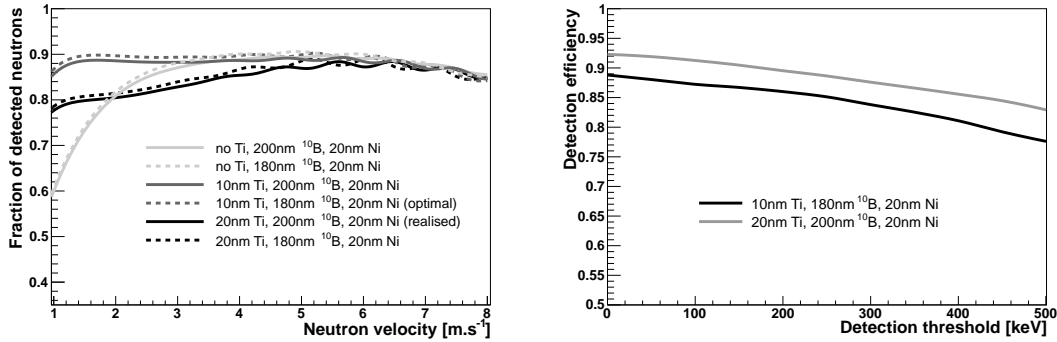 Fraction of detected neutrons
1
0.9
0.8
0.7
0.6
0.5
0.4
no Ti, 200nm ¹⁰B, 20nm Ni
no Ti, 180nm ¹⁰B, 20nm Ni
10nm Ti, 200nm ¹⁰B, 20nm Ni
10nm Ti, 180nm ¹⁰B, 20nm Ni (optimal)
20nm Ti, 200nm ¹⁰B, 20nm Ni (realised)
20nm Ti, 180nm ¹⁰B, 20nm Ni
1 2 3 4 5 6 7 8
Neutron velocity [m.s⁻¹]
Detection efficiency
1
0.95
0.9
0.85
0.8
0.75
0.7
0.65
0.6
0.55
0.5
10nm Ti, 180nm ¹⁰B, 20nm Ni
20nm Ti, 200nm ¹⁰B, 20nm Ni
0 100 200 300 400 500
Detection threshold [keV]